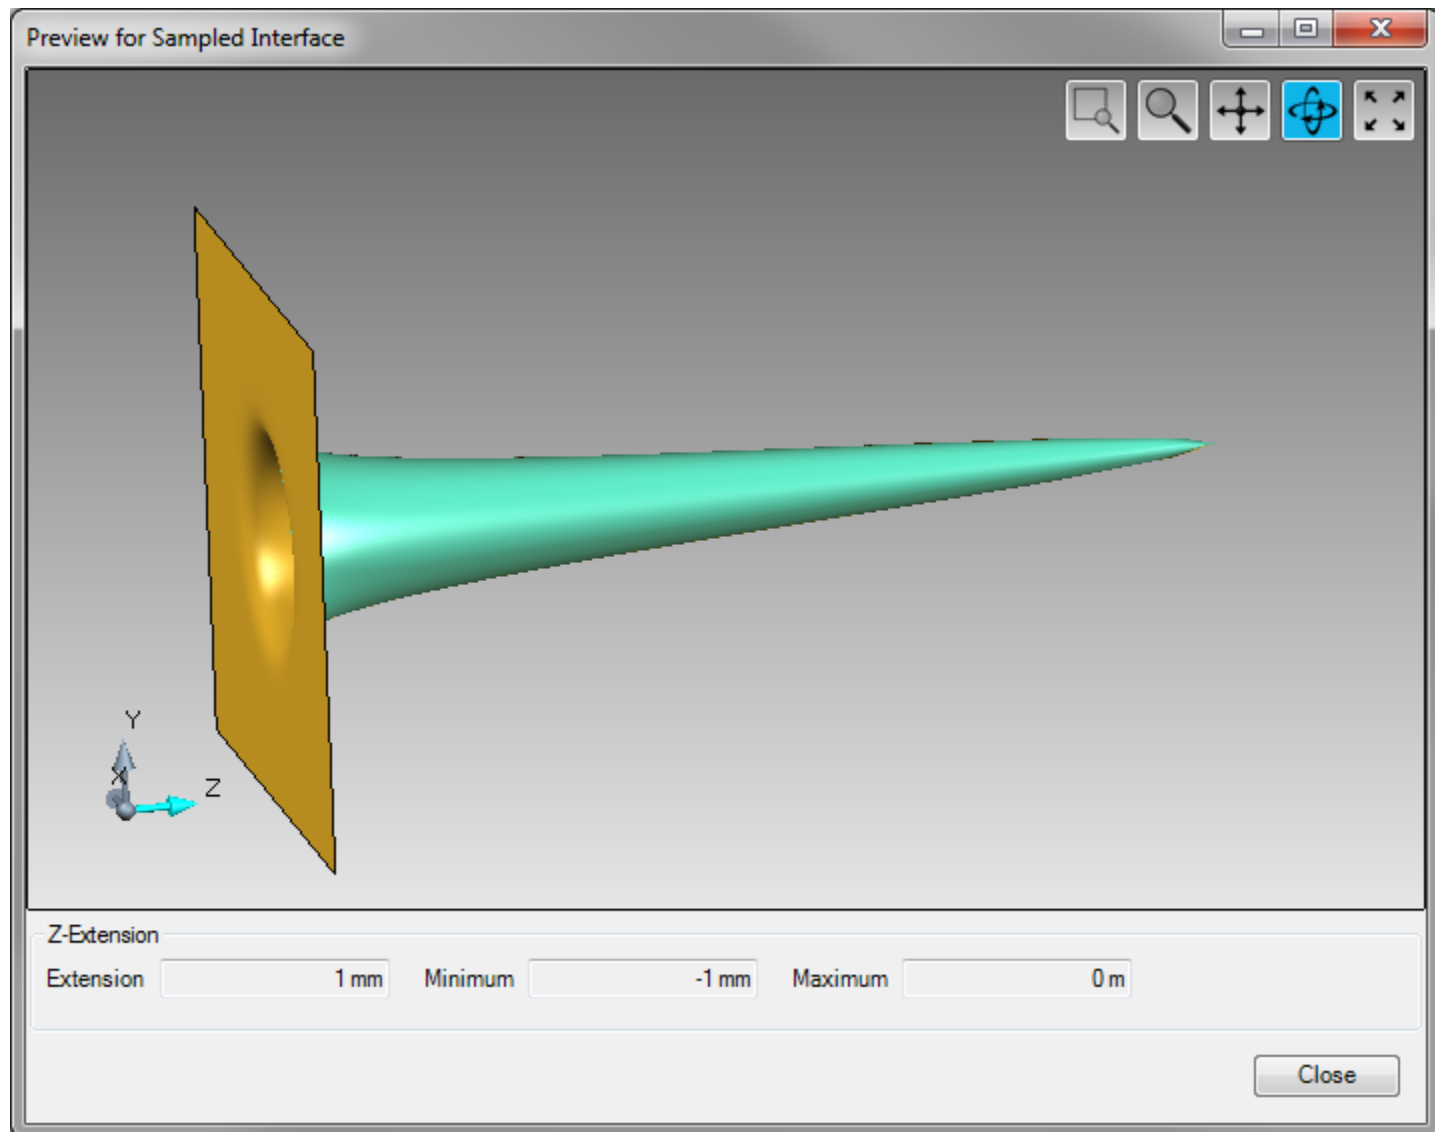 Preview for Sampled Interface
Y
X
Z
Z-Extension
Extension 1 mm Minimum -1 mm Maximum 0 m
Close